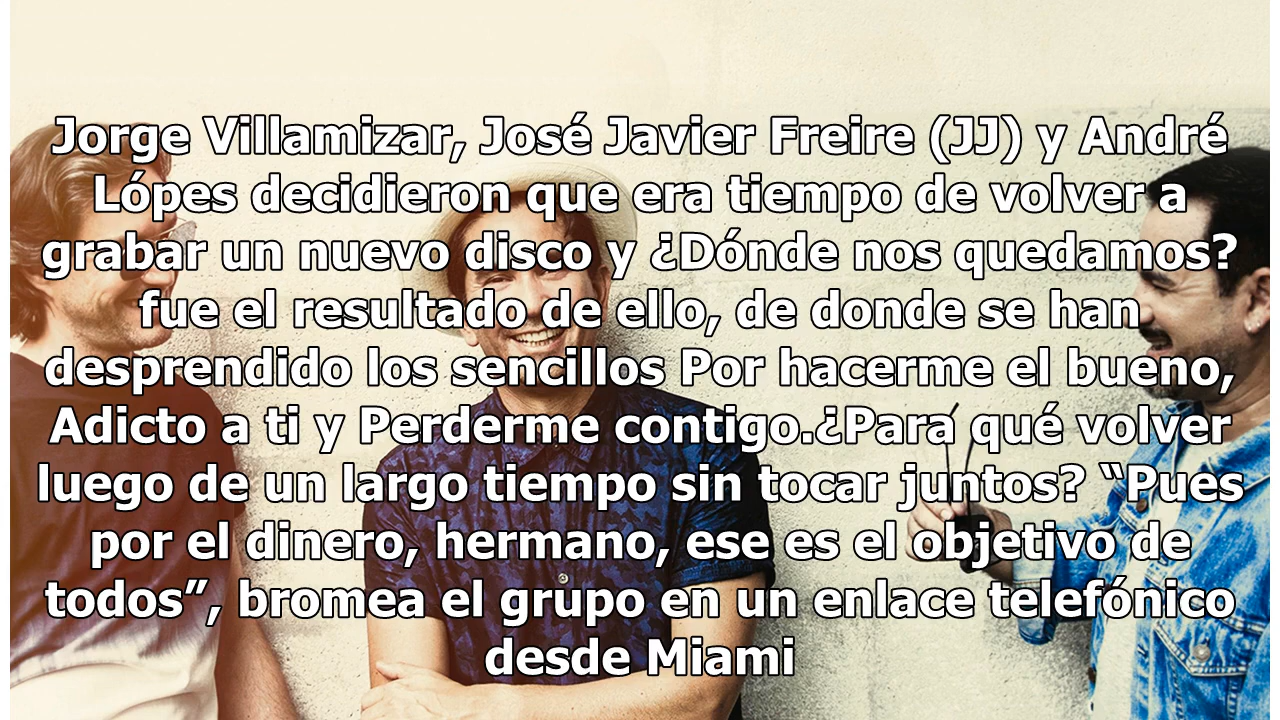 Jorge Villamizar, José Javier Freire (JJ) y André
Lópes decidieron que era tiempo de volver a
grabar un nuevo disco y ¿Dónde nos quedamos?
fue el resultado de ello, de donde se han
desprendido los sencillos Por hacerme el bueno,
Adicto a ti y Perderme contigo.¿Para qué volver
luego de un largo tiempo sin tocar juntos? “Pues
por el dinero, hermano, ese es el objetivo de
todos”, bromea el grupo en un enlace telefónico
desde Miami